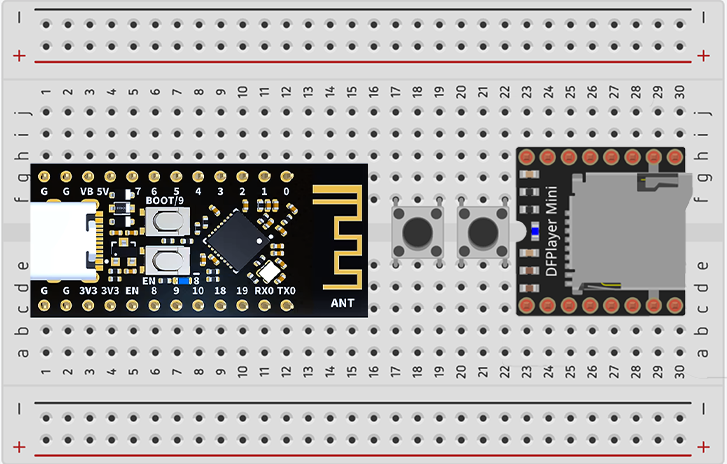 − −
+ +
1 2 3 4 5 6 7 8 9 10 11 12 13 14 15 16 17 18 19 20 21 22 23 24 25 26 27 28 29 30
j j
i i
h h
g g
G G VB 5V 7 6 5 4 3 2 1 0
f f
BOOT/9
DFPlayer Mini
e e
d d
EN 8
G G 3V3 3V3 EN 8 9 10 18 19 RX0 TX0
ANT
c c
b b
a a
1 2 3 4 5 6 7 8 9 10 11 12 13 14 15 16 17 18 19 20 21 22 23 24 25 26 27 28 29 30
− −
+ +